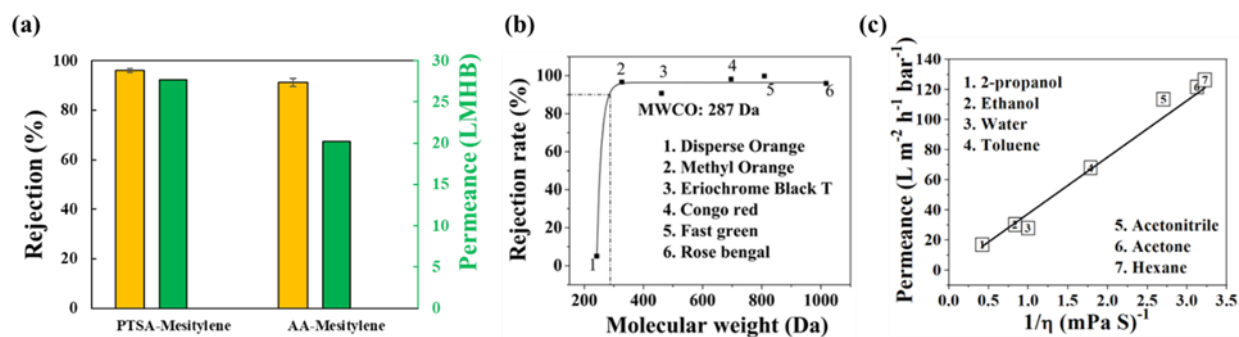 (a)
100
80
60
40
20
0
Rejection (%)
30
25
20
15
10
5
0
Permeance (LMHB)
PTSA-Mesitylene
AA-Mesitylene
(b)
100
80
60
40
20
0
Rejection rate (%)
1
2
3
4
5
6
MWCO: 287 Da
1. Disperse Orange
2. Methyl Orange
3. Eriochrome Black T
4. Congo red
5. Fast green
6. Rose bengal
200 400 600 800 1000
Molecular weight (Da)
(c)
140
120
100
80
60
40
20
0
Permeance (L m-2 h-1 bar-1)
1. 2-propanol
2. Ethanol
3. Water
4. Toluene
1
2
3
4
5
6
7
5. Acetonitrile
6. Acetone
7. Hexane
0.0 0.5 1.0 1.5 2.0 2.5 3.0 3.5
1/η (mPa S)-1